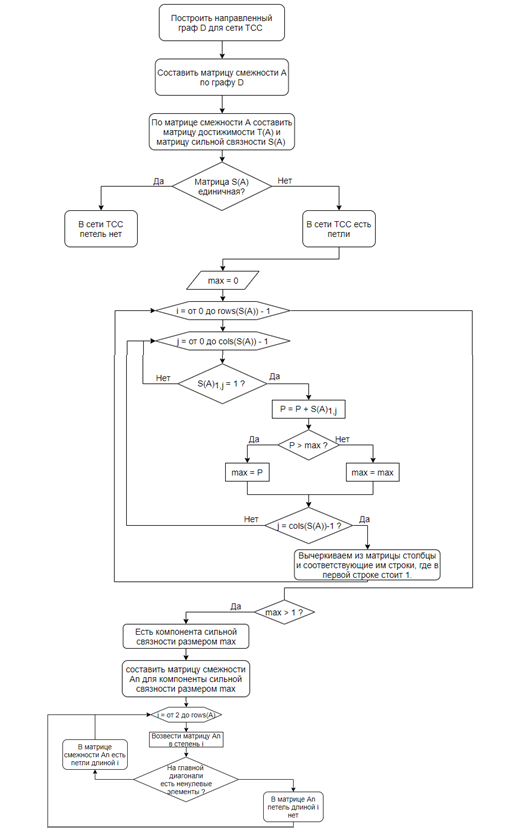 Построить направленный
граф D для сети ТСС
Составить матрицу смежности A
по графу D
По матрице смежности A составить
матрицу достижимости T(A) и
матрицу сильной связности S(A)
Матрица S(A)
единичная?
Да
Нет
В сети ТСС
петель нет
В сети ТСС есть
петли
max = 0
i = от 0 до rows(S(A)) - 1
j = от 0 до cols(S(A)) - 1
S(A)1,j = 1 ?
Нет
Да
P = P + S(A)1,j
P > max ?
Да
Нет
max = P
max = max
j = cols(S(A))-1 ?
Нет
Да
Вычеркиваем из матрицы столбцы
и соответствующие им строки, где в
первой строке стоит 1.
max > 1 ?
Да
Есть компонента сильной
связности размером max
составить матрицу смежности
An для компоненты сильной
связности размером max
i = от 2 до rows(A)
Возвести матрицу An
в степень i
На главной
диагонали
есть ненулевые
элементы ?
В матрице
смежности An есть
петли длиной i
В матрице An
петель длиной i
нет